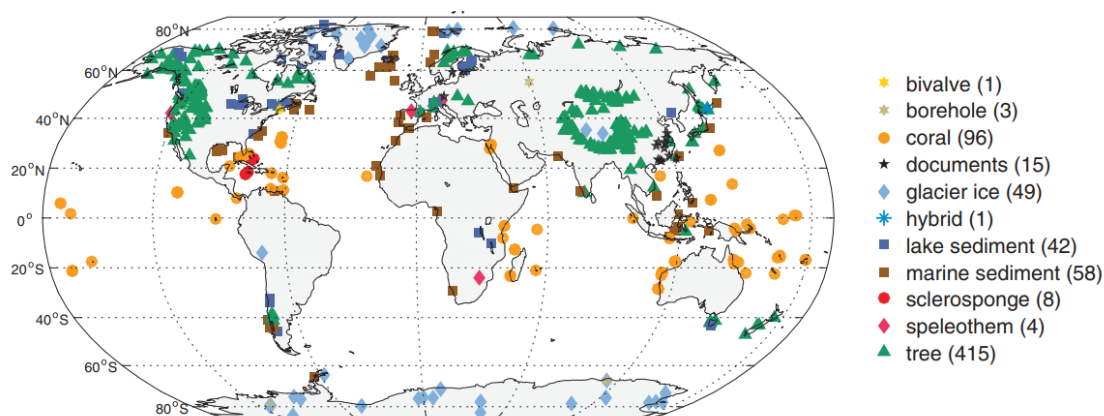 80°N
60°N
40°N
20°N
0°
20°S
40°S
60°S
80°S
bivalve (1)
borehole (3)
coral (96)
documents (15)
glacier ice (49)
hybrid (1)
lake sediment (42)
marine sediment (58)
sclerosponge (8)
speleothem (4)
tree (415)